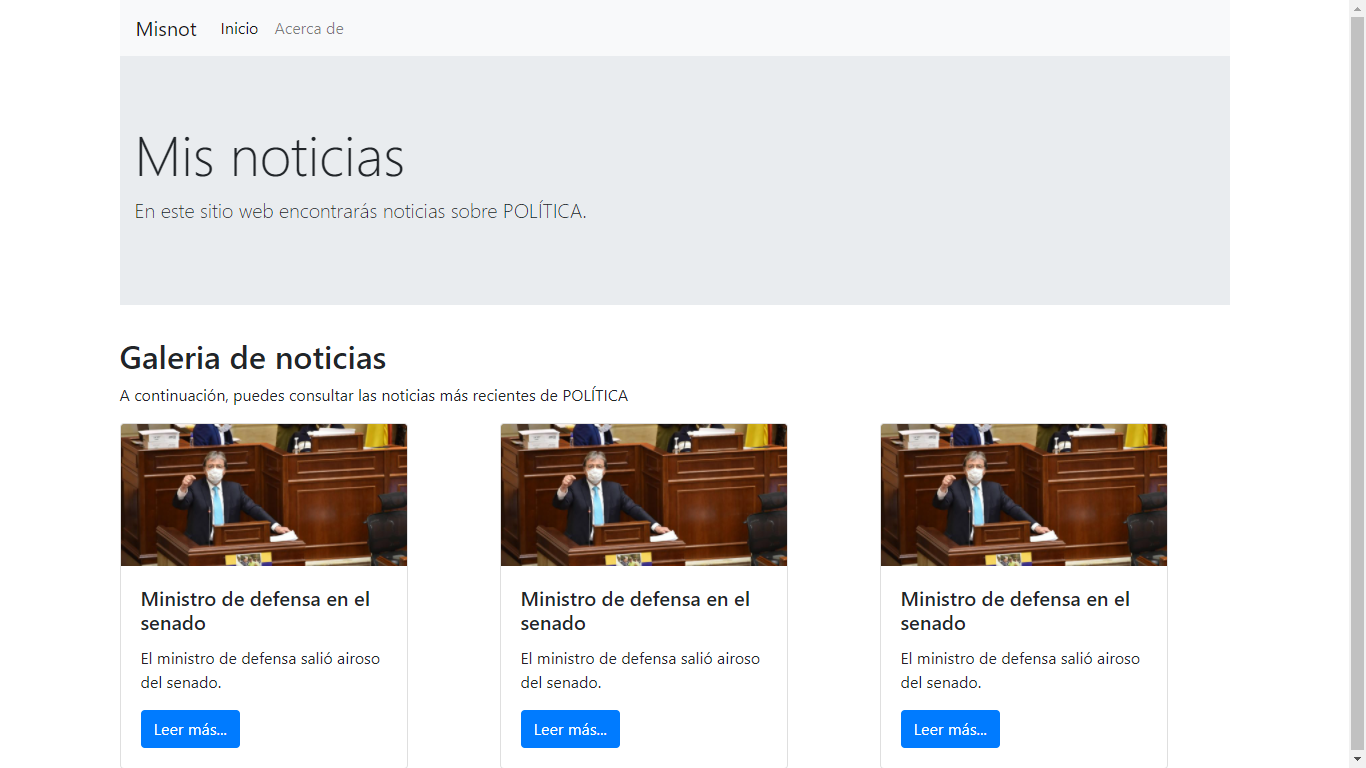 Misnot Inicio Acerca de
Mis noticias
En este sitio web encontrarás noticias sobre POLÍTICA.
Galeria de noticias
A continuación, puedes consultar las noticias más recientes de POLÍTICA
Ministro de defensa en el
senado
El ministro de defensa salió airoso
del senado.
Leer más...
Ministro de defensa en el
senado
El ministro de defensa salió airoso
del senado.
Leer más...
Ministro de defensa en el
senado
El ministro de defensa salió airoso
del senado.
Leer más...